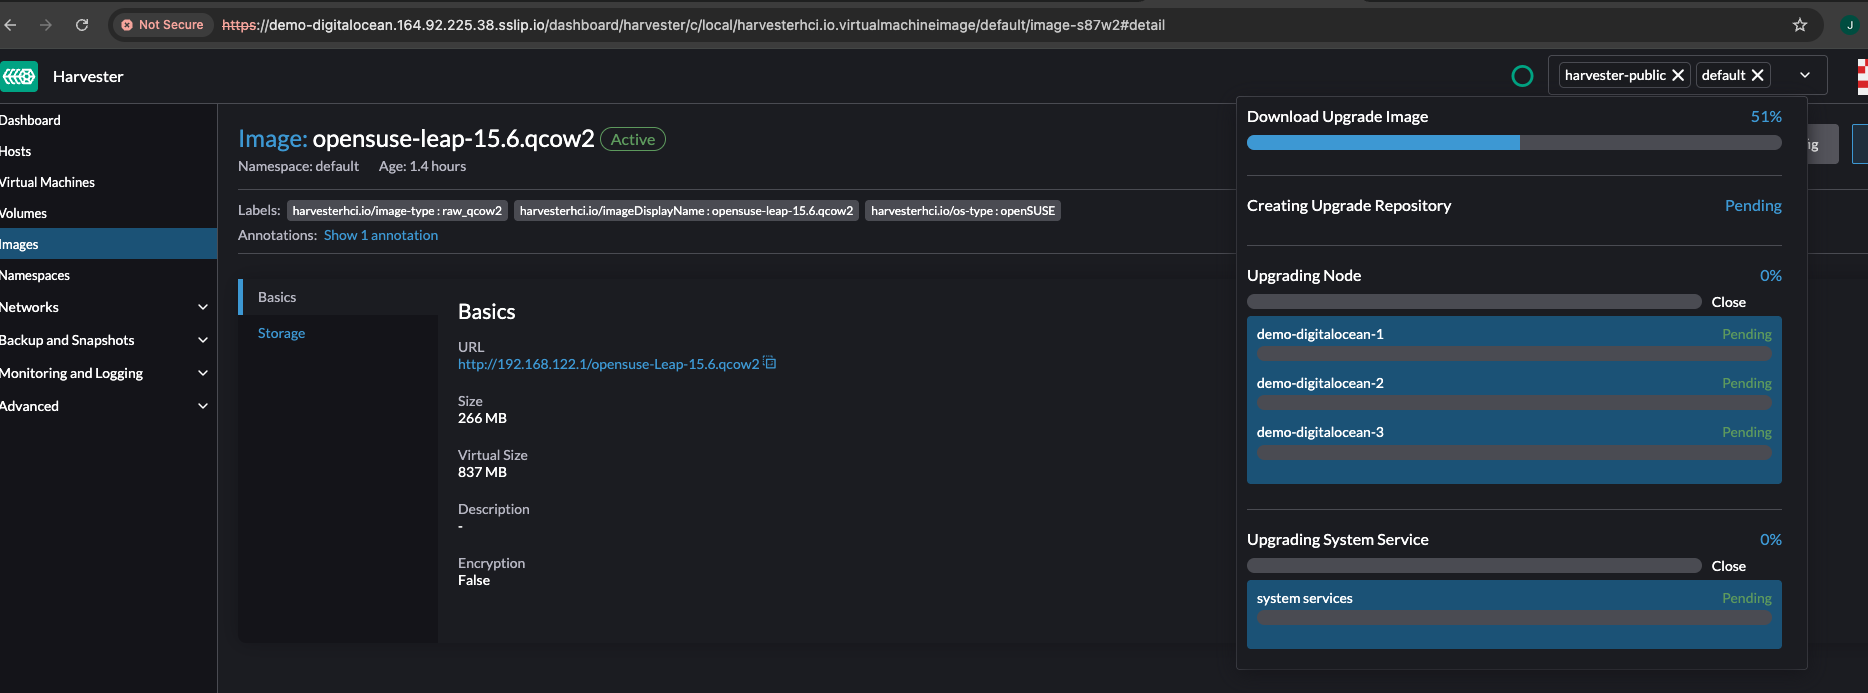 Not Secure https://demo-digitalocean.164.92.225.38.sslip.io/dashboard/harvester/c/local/harvesterhci.io.virtualmachineimage/default/image-s87w2#detail
J
Harvester
harvester-public
default
Dashboard
Hosts
Virtual Machines
Volumes
Images
Namespaces
Networks
Backup and Snapshots
Monitoring and Logging
Advanced
Image: opensuse-leap-15.6.qcow2 Active
Namespace: default Age: 1.4 hours
Labels: harvesterhci.io/image-type : raw_qcow2 harvesterhci.io/imageDisplayName : opensuse-leap-15.6.qcow2 harvesterhci.io/os-type : openSUSE
Annotations: Show 1 annotation
Basics
Storage
Basics
URL
http://192.168.122.1/opensuse-Leap-15.6.qcow2
Size
266 MB
Virtual Size
837 MB
Description
-
Encryption
False
Download Upgrade Image 51%
Creating Upgrade Repository Pending
Upgrading Node 0%
Close
demo-digitalocean-1 Pending
demo-digitalocean-2 Pending
demo-digitalocean-3 Pending
Upgrading System Service 0%
Close
system services Pending